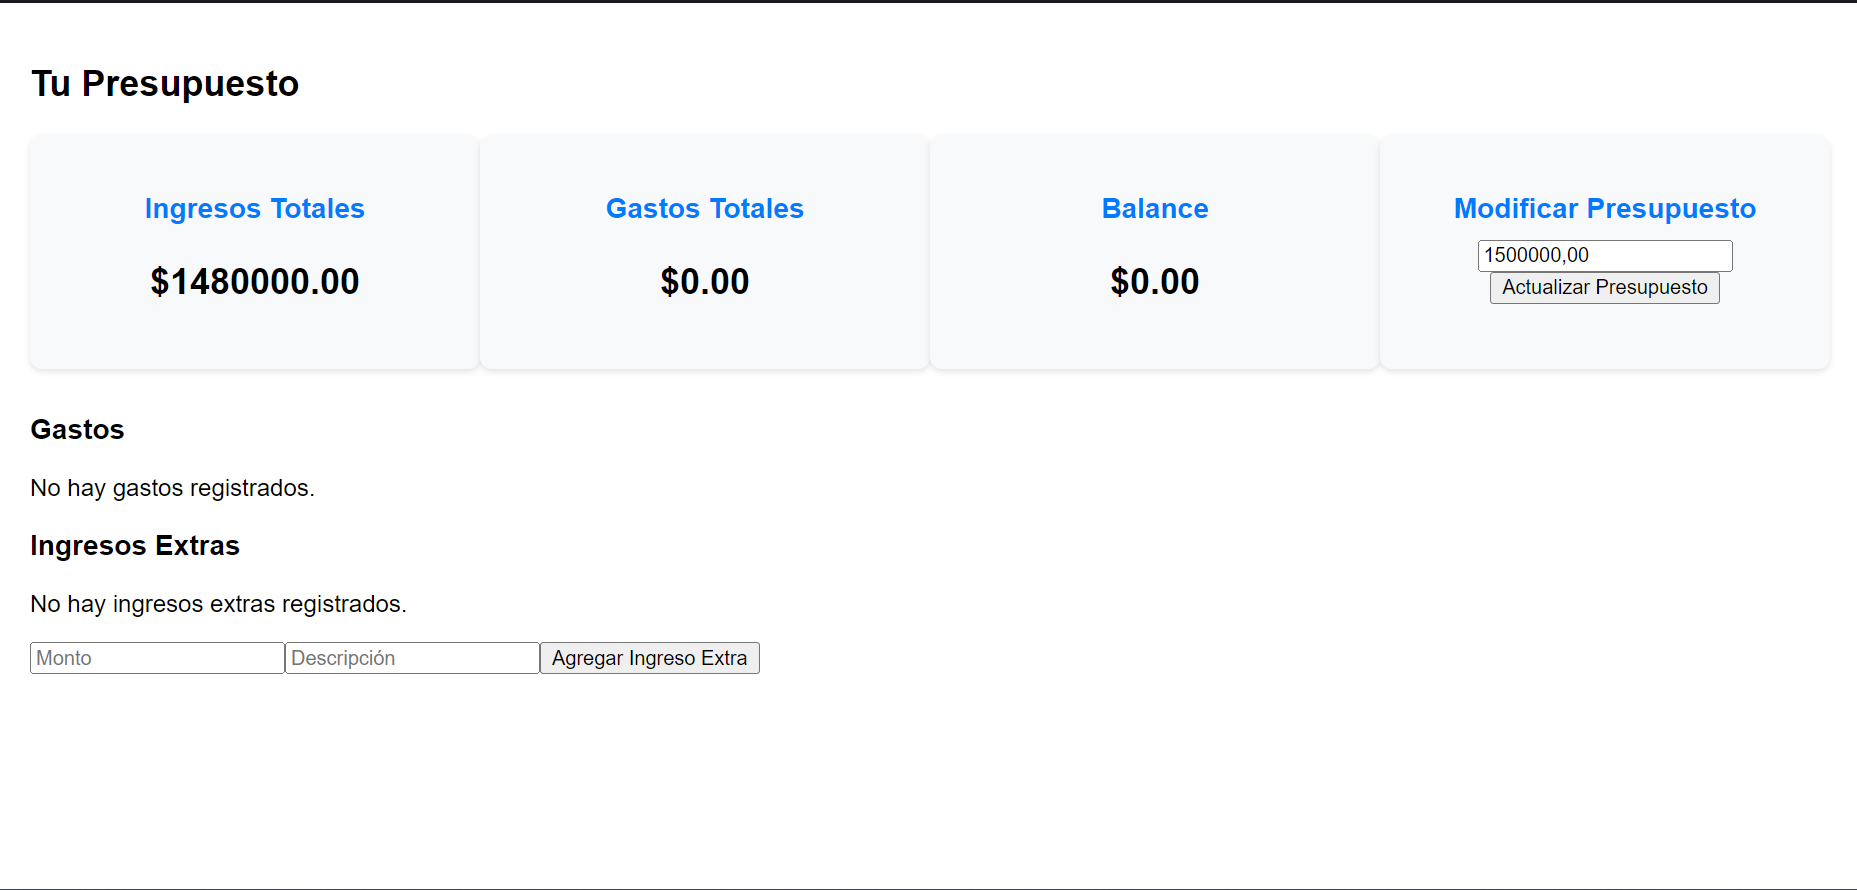 Tu Presupuesto
Ingresos Totales
$1480000.00
Gastos Totales
$0.00
Balance
$0.00
Modificar Presupuesto
1500000,00
Actualizar Presupuesto
Gastos
No hay gastos registrados.
Ingresos Extras
No hay ingresos extras registrados.
Monto
Descripción
Agregar Ingreso Extra